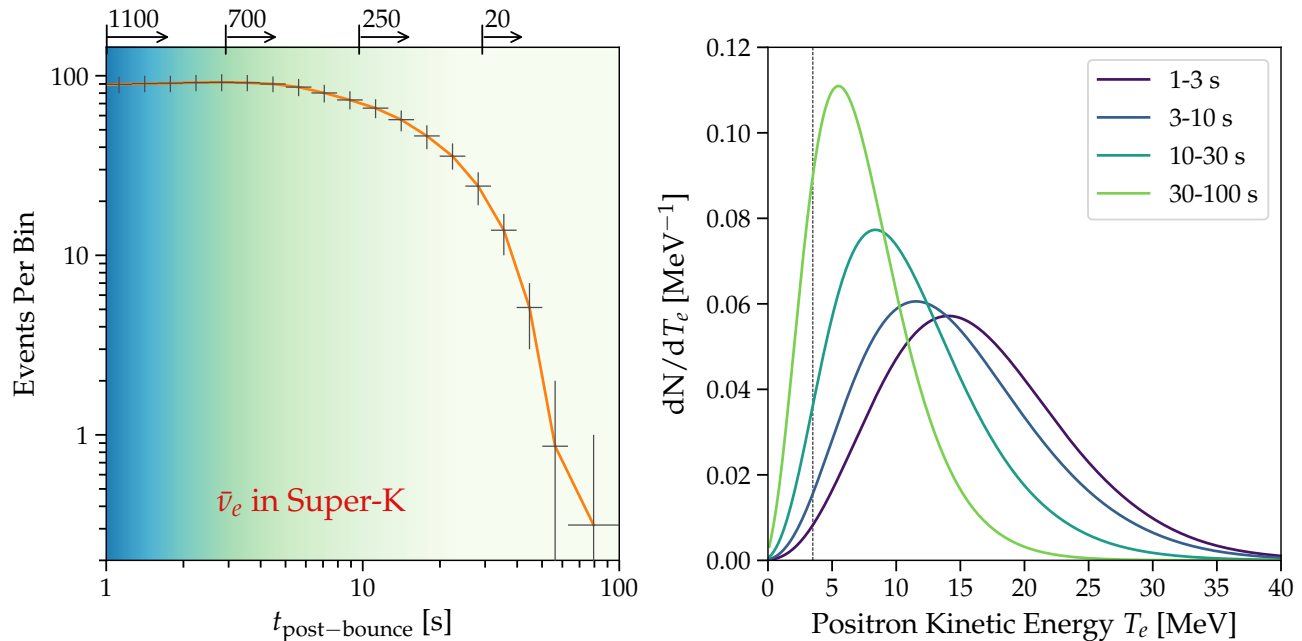 1100 700 250 20
100
10
1
Events Per Bin
ν̄e in Super-K
1 10 100
tpost−bounce [s]
0.12
0.10
0.08
0.06
0.04
0.02
0.00
dN/dTe [MeV−1]
1-3 s
3-10 s
10-30 s
30-100 s
0 5 10 15 20 25 30 35 40
Positron Kinetic Energy Te [MeV]